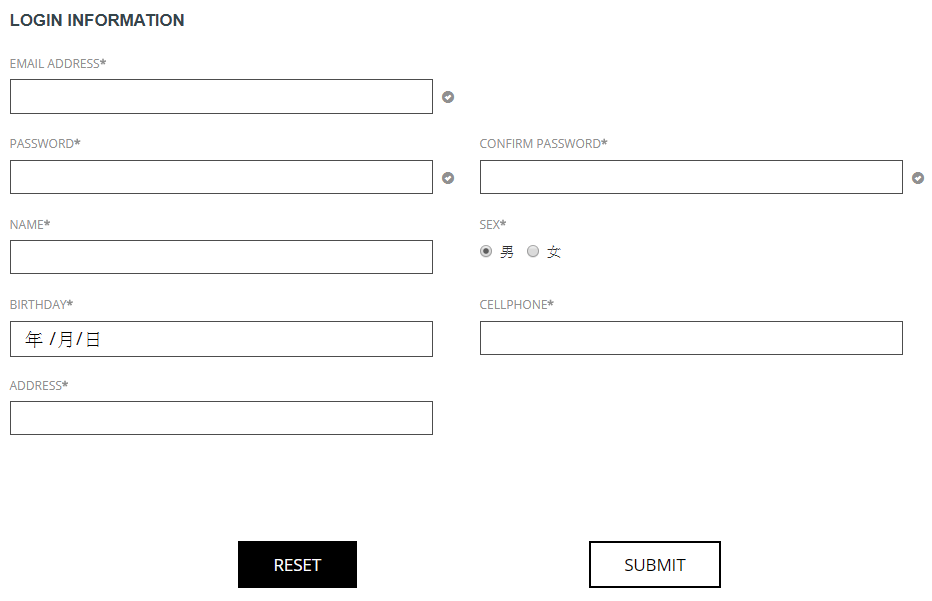 LOGIN INFORMATION
EMAIL ADDRESS*
PASSWORD*
CONFIRM PASSWORD*
NAME*
SEX*
男 女
BIRTHDAY*
年 /月/日
CELLPHONE*
ADDRESS*
RESET
SUBMIT